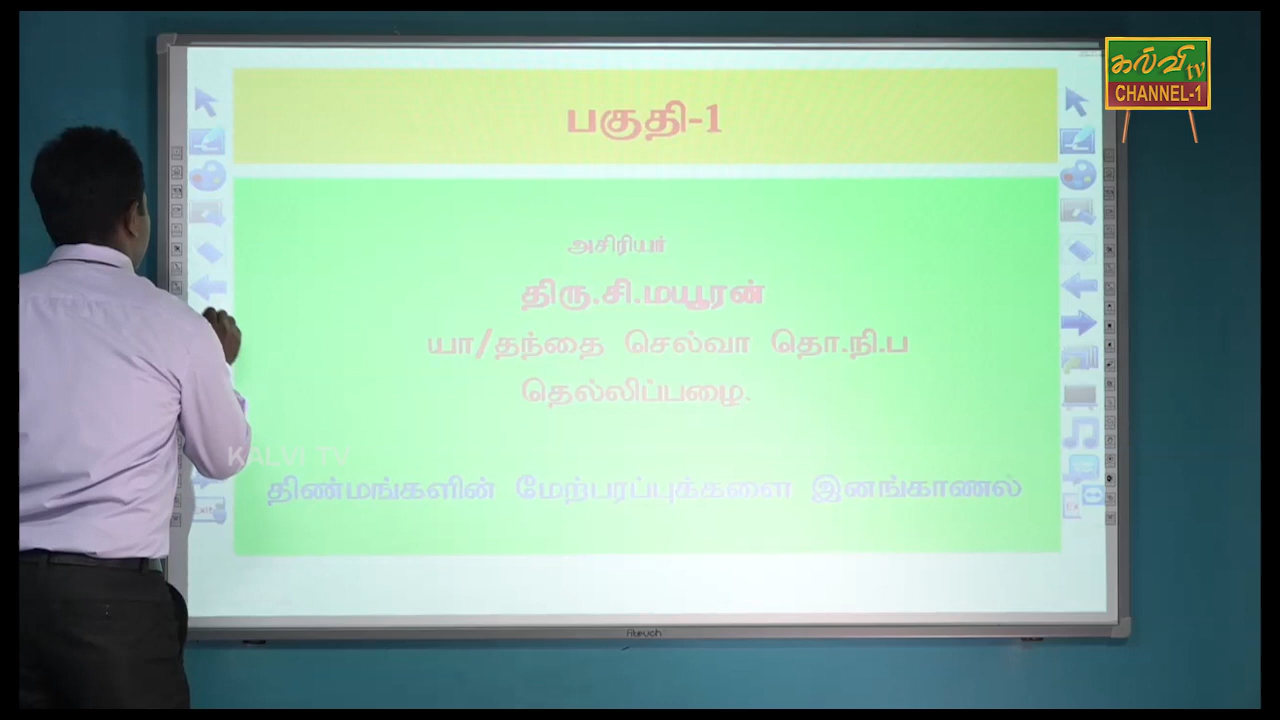 கல்வி tv
CHANNEL-1
பகுதி-1
ஆசிரியர்
திரு.சி.மயூரன்
யா/தந்தை செல்வா தொ.நி.ப
தெல்லிப்பழை.
KALVI TV
திண்மங்களின் மேற்பரப்புக்களை இனங்காணல்